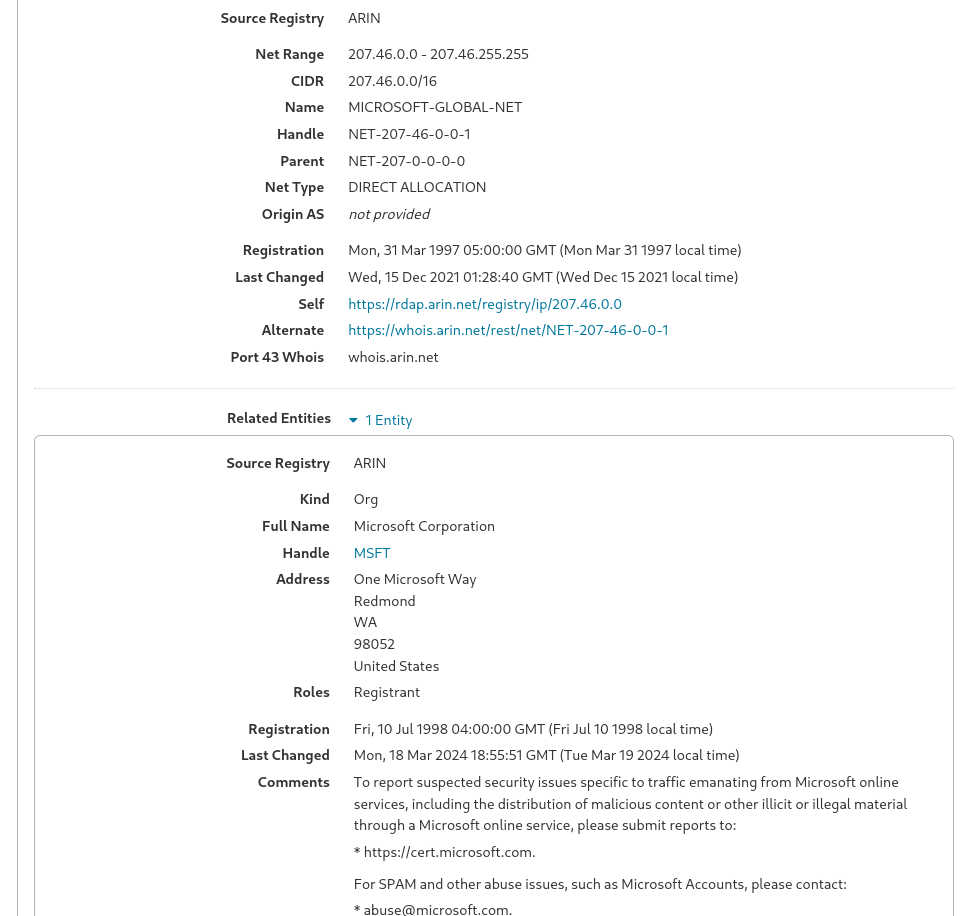 Source Registry ARIN
Net Range 207.46.0.0 - 207.46.255.255
CIDR 207.46.0.0/16
Name MICROSOFT-GLOBAL-NET
Handle NET-207-46-0-0-1
Parent NET-207-0-0-0-0
Net Type DIRECT ALLOCATION
Origin AS not provided
Registration Mon, 31 Mar 1997 05:00:00 GMT (Mon Mar 31 1997 local time)
Last Changed Wed, 15 Dec 2021 01:28:40 GMT (Wed Dec 15 2021 local time)
Self https://rdap.arin.net/registry/ip/207.46.0.0
Alternate https://whois.arin.net/rest/net/NET-207-46-0-0-1
Port 43 Whois whois.arin.net
Related Entities 1 Entity
Source Registry ARIN
Kind Org
Full Name Microsoft Corporation
Handle MSFT
Address One Microsoft Way
Redmond
WA
98052
United States
Roles Registrant
Registration Fri, 10 Jul 1998 04:00:00 GMT (Fri Jul 10 1998 local time)
Last Changed Mon, 18 Mar 2024 18:55:51 GMT (Tue Mar 19 2024 local time)
Comments To report suspected security issues specific to traffic emanating from Microsoft online
services, including the distribution of malicious content or other illicit or illegal material
through a Microsoft online service, please submit reports to:
* https://cert.microsoft.com.
For SPAM and other abuse issues, such as Microsoft Accounts, please contact:
* abuse@microsoft.com.